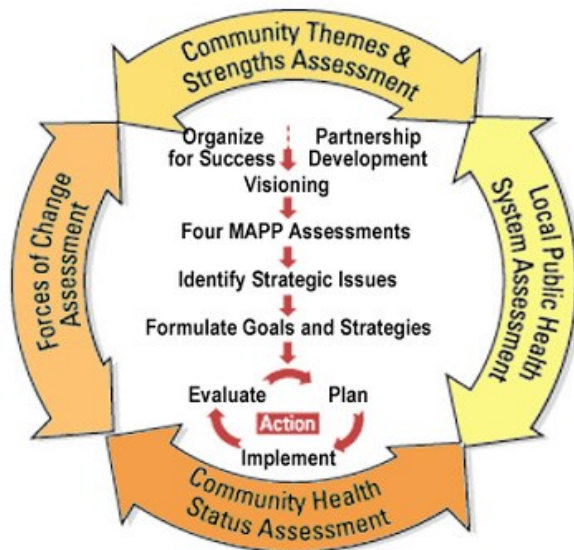 Community Themes &
Strengths Assessment
Organize
for Success
Partnership
Development
Visioning
Four MAPP Assessments
Identify Strategic Issues
Formulate Goals and Strategies
Evaluate
Plan
Action
Implement
Forces of Change
Assessment
Local Public Health
System Assessment
Community Health
Status Assessment